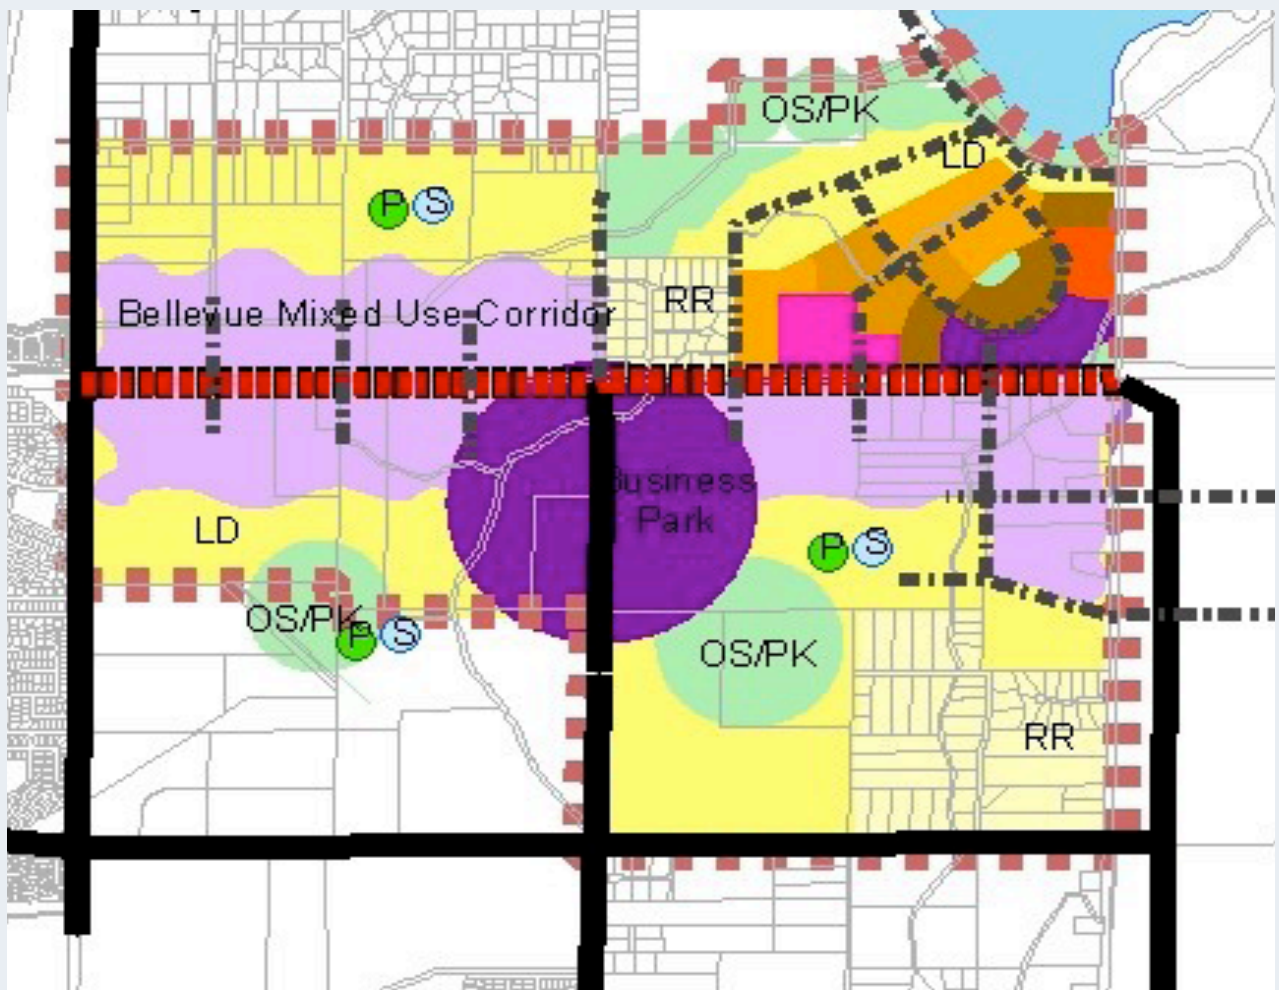 OS/PK
LD
P S
RR
Bellevue Mixed Use Corridor
Business
Park
LD
P S
OS/PK
P S
OS/PK
RR